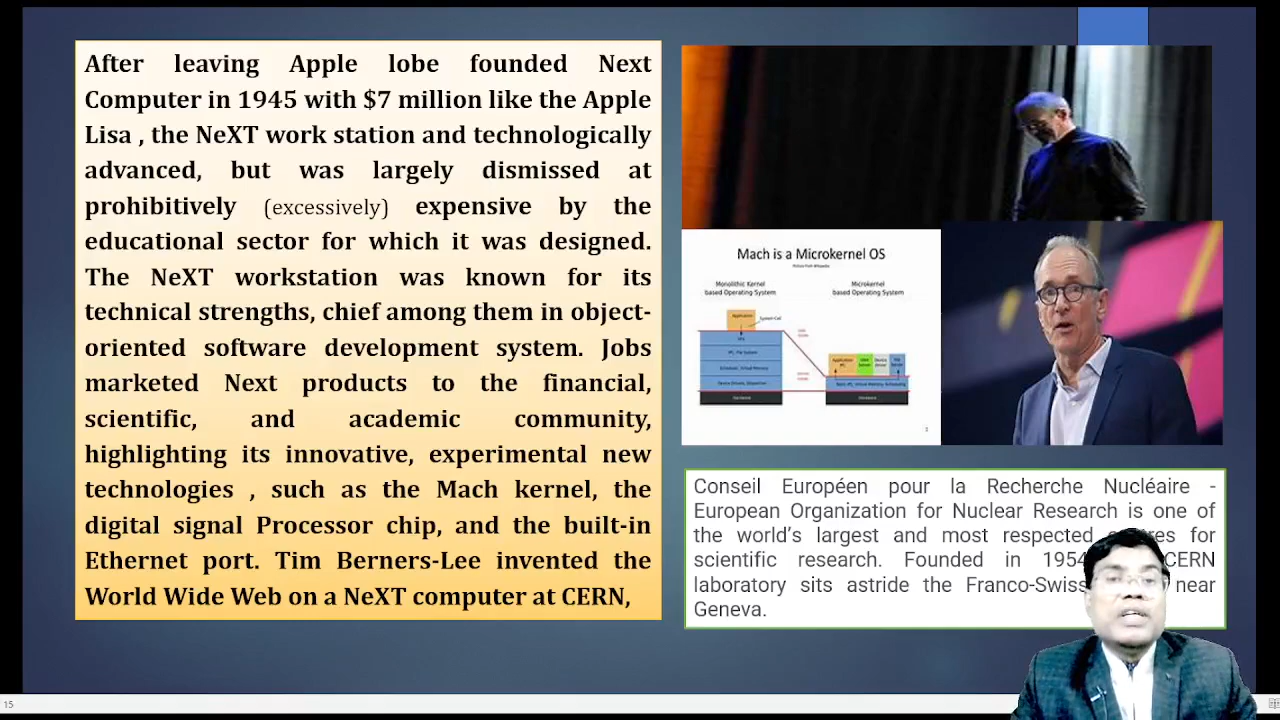 After leaving Apple lobe founded Next
Computer in 1945 with $7 million like the Apple
Lisa , the NeXT work station and technologically
advanced, but was largely dismissed at
prohibitively (excessively) expensive by the
educational sector for which it was designed.
The NeXT workstation was known for its
technical strengths, chief among them in object-
oriented software development system. Jobs
marketed Next products to the financial,
scientific, and academic community,
highlighting its innovative, experimental new
technologies , such as the Mach kernel, the
digital signal Processor chip, and the built-in
Ethernet port. Tim Berners-Lee invented the
World Wide Web on a NeXT computer at CERN,
Mach is a Microkernel OS
Monolithic Kernel
based Operating System
Microkernel
based Operating System
Application
System Call
Conseil Européen pour la Recherche Nucléaire -
European Organization for Nuclear Research is one of
the world's largest and most respected for
scientific research. Founded in 1954 CERN
laboratory sits astride the Franco-Swiss near
Geneva.
15